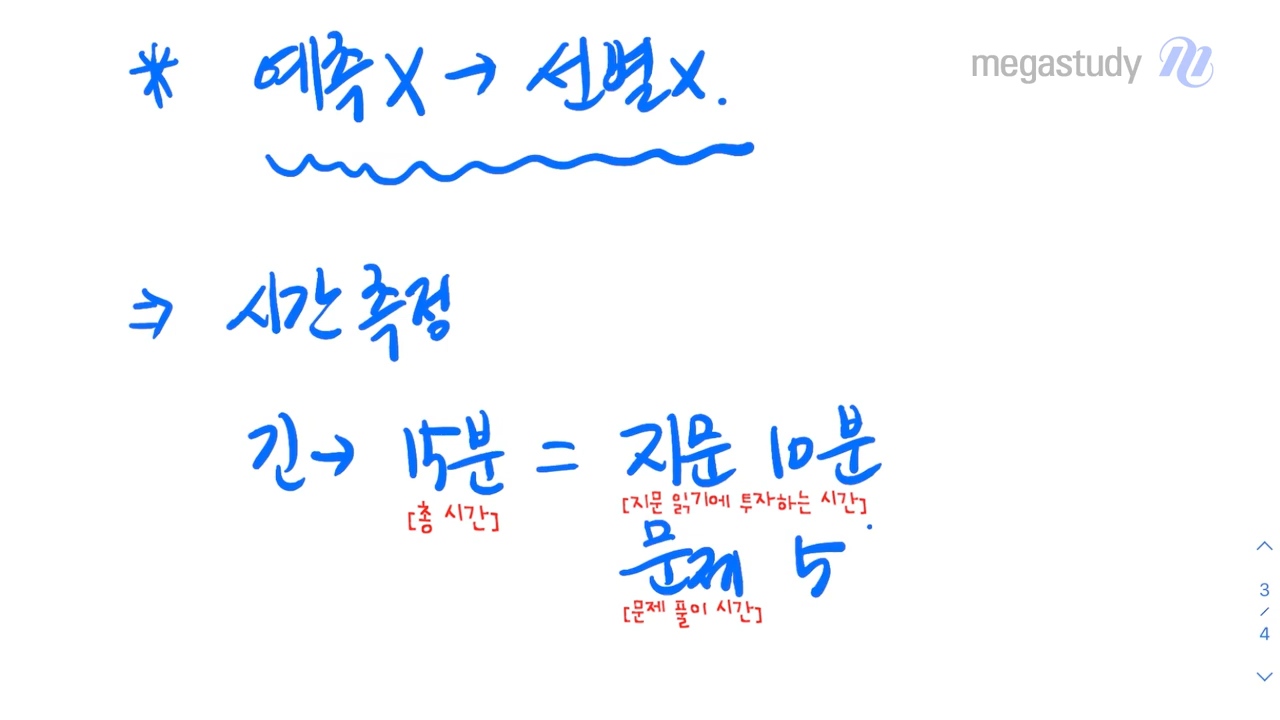 * 예측X → 선별X.
megastudy
⇒ 시간 측정
긴 → 15분 = 지문 10분
[총 시간] [지문 읽기에 투자하는 시간]
문제 5
[문제 풀이 시간]
3
/
4